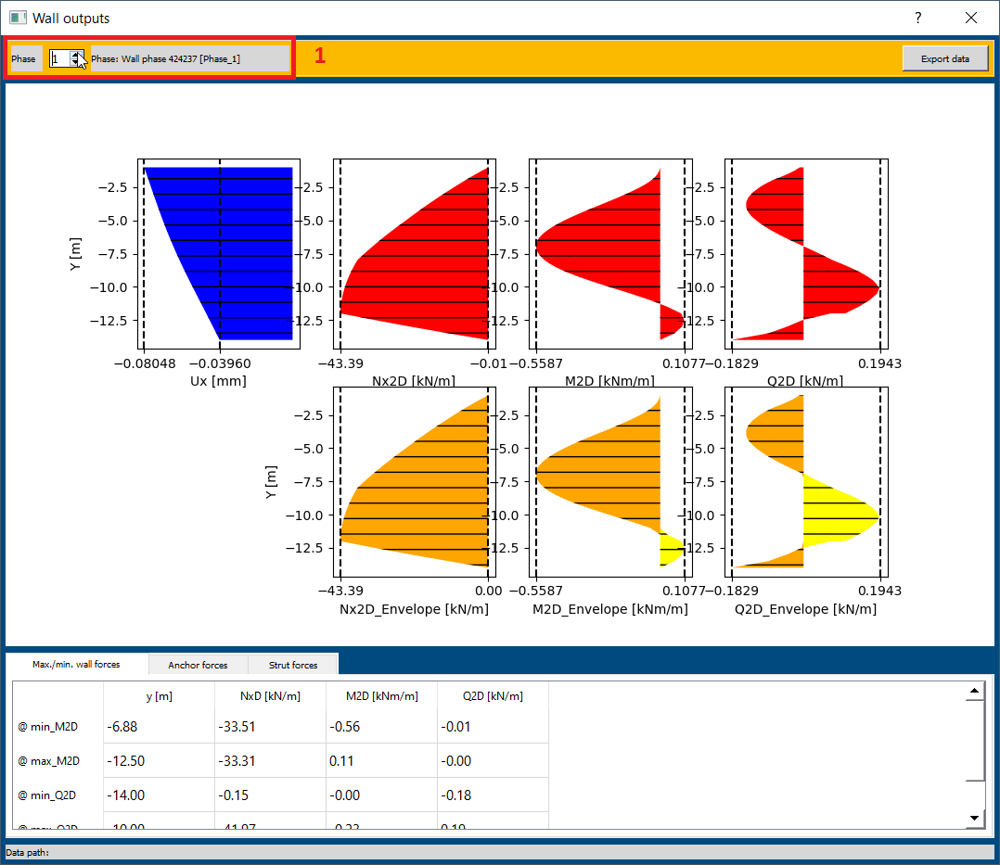 Wall outputs
?
Phase 1 Phase: Wall phase 424237 [Phase_1] 1 Export data
−2.5 −2.5 −2.5 −2.5
−5.0 −5.0 −5.0 −5.0
Y [m]
−7.5 −7.5 −7.5 −7.5
−10.0 −10.0 −10.0 −10.0
−12.5 −12.5 −12.5 −12.5
−0.08048 −0.03960 −43.39 −0.01 −0.5587 0.1077 −0.1829 0.1943
Ux [mm] Nx2D [kN/m] M2D [kNm/m] Q2D [kN/m]
−2.5 −2.5 −2.5
−5.0 −5.0 −5.0
Y [m]
−7.5 −7.5 −7.5
−10.0 −10.0 −10.0
−12.5 −12.5 −12.5
−43.39 0.00 −0.5587 0.1077 −0.1829 0.1943
Nx2D_Envelope [kN/m] M2D_Envelope [kNm/m] Q2D_Envelope [kN/m]
Max./min. wall forces Anchor forces Strut forces
y [m] NxD [kN/m] M2D [kNm/m] Q2D [kN/m]
@ min_M2D -6.88 -33.51 -0.56 -0.01
@ max_M2D -12.50 -33.31 0.11 -0.00
@ min_Q2D -14.00 -0.15 -0.00 -0.18
@ max_Q2D -10.00 -41.97 0.19
Data path: